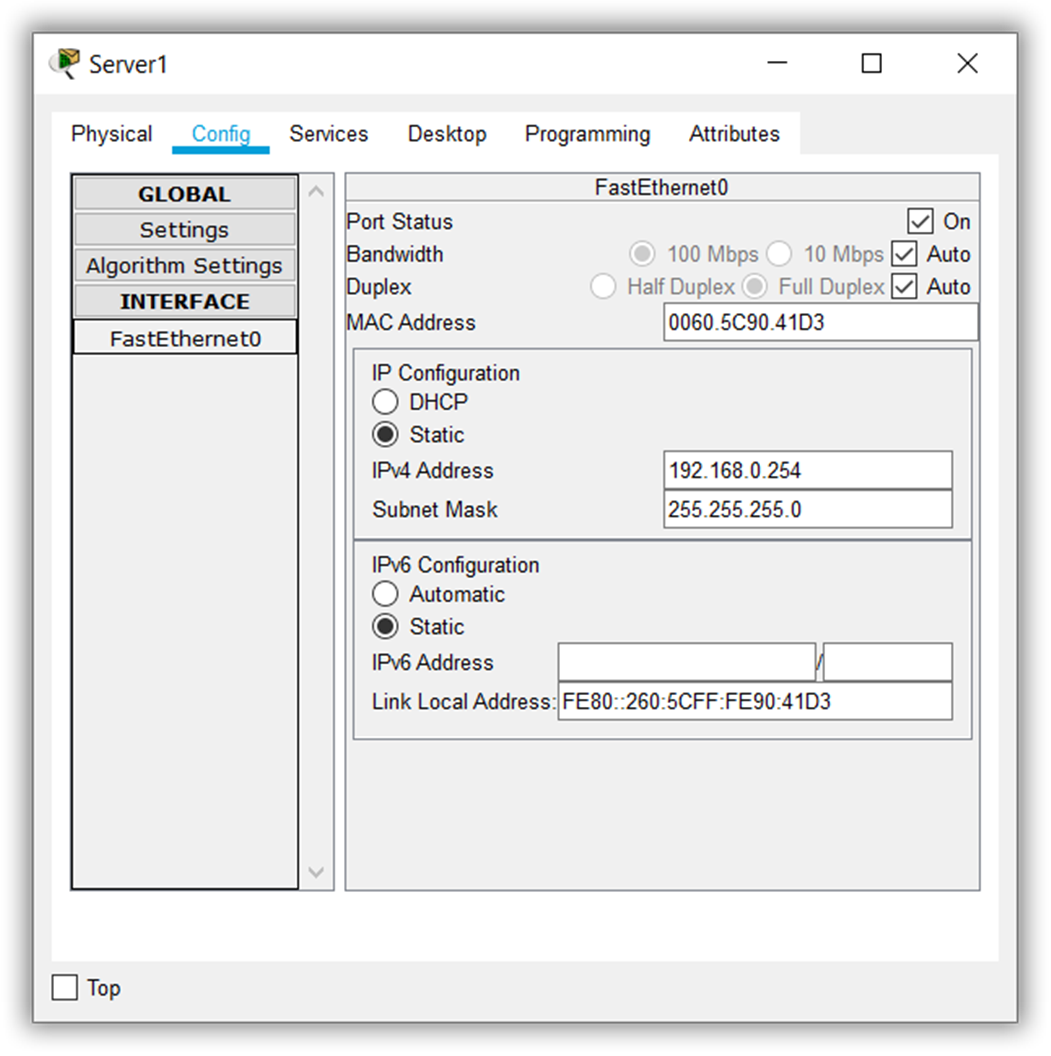 Server1
Physical Config Services Desktop Programming Attributes
GLOBAL
Settings
Algorithm Settings
INTERFACE
FastEthernet0
FastEthernet0
Port Status On
Bandwidth 100 Mbps 10 Mbps Auto
Duplex Half Duplex Full Duplex Auto
MAC Address 0060.5C90.41D3
IP Configuration
DHCP
Static
IPv4 Address 192.168.0.254
Subnet Mask 255.255.255.0
IPv6 Configuration
Automatic
Static
IPv6 Address /
Link Local Address: FE80::260:5CFF:FE90:41D3
Top